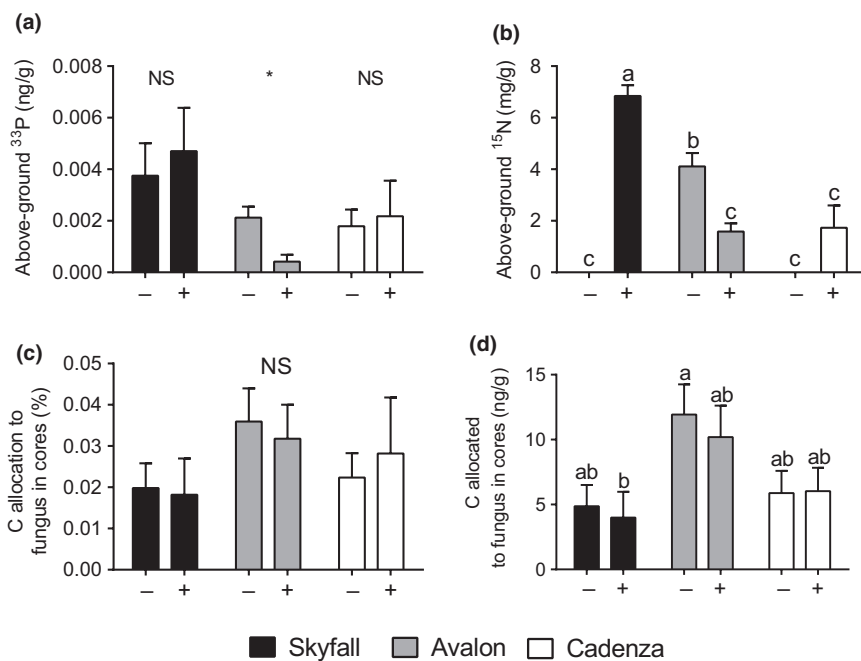 (a)
Above-ground ³³P (ng/g)
0.008
0.006
0.004
0.002
0.000
NS
*
NS
– + – + – +
(b)
Above-ground ¹⁵N (mg/g)
8
6
4
2
0
c a b c c c
– + – + – +
(c)
C allocation to
fungus in cores (%)
0.05
0.04
0.03
0.02
0.01
0.00
NS
– + – + – +
(d)
C allocated
to fungus in cores (ng/g)
15
10
5
0
ab b a ab ab ab
– + – + – +
Skyfall Avalon Cadenza